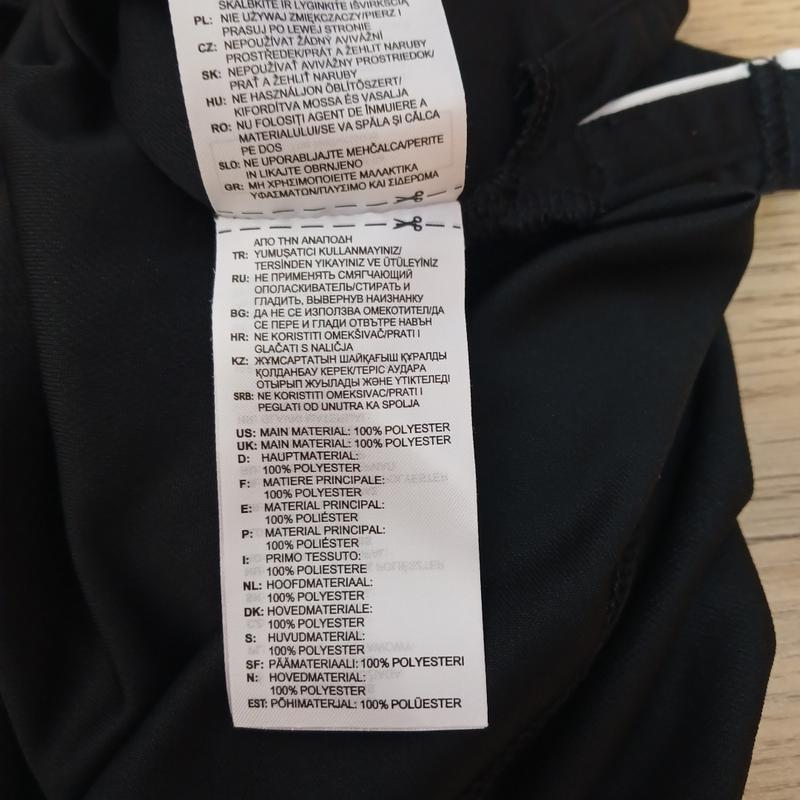 SKALBKITE IR LYGINKITE IŠVIRKŠČIĄ
PL: NIE UŻYWAJ ZMIĘKCZACZY/PIERZ I
PRASUJ PO LEWEJ STRONIE
CZ: NEPOUŽÍVAT ŽÁDNÝ AVIVÁŽNÍ
PROSTŘEDEK/PRÁT A ŽEHLIT NARUBY
SK: NEPOUŽÍVAŤ AVIVÁŽNY PROSTRIEDOK/
PRAŤ A ŽEHLIŤ NARUBY
HU: NE HASZNÁLJON ÖBLÍTŐSZERT/
KIFORDÍTVA MOSSA ÉS VASALJA
RO: NU FOLOSIȚI AGENT DE ÎNMUIERE A
MATERIALULUI/SE VA SPĂLA ȘI CĂLCA
PE DOS
SLO: NE UPORABLJAJTE MEHČALCA/PERITE
IN LIKAJTE OBRNJENO
GR: ΜΗ ΧΡΗΣΙΜΟΠΟΙΕΙΤΕ ΜΑΛΑΚΤΙΚΑ
ΥΦΑΣΜΑΤΩΝ/ΠΛΥΣΙΜΟ ΚΑΙ ΣΙΔΕΡΩΜΑ
ΑΠΟ ΤΗΝ ΑΝΑΠΟΔΗ
TR: YUMUŞATICI KULLANMAYINIZ/
TERSİNDEN YIKAYINIZ VE ÜTÜLEYİNİZ
RU: НЕ ПРИМЕНЯТЬ СМЯГЧАЮЩИЙ
ОПОЛАСКИВАТЕЛЬ/СТИРАТЬ И
ГЛАДИТЬ, ВЫВЕРНУВ НАИЗНАНКУ
BG: ДА НЕ СЕ ИЗПОЛЗВА ОМЕКОТИТЕЛ/ДА
СЕ ПЕРЕ И ГЛАДИ ОТВЪТРЕ НАВЪН
HR: NE KORISTITI OMEKŠIVAČ/PRATI I
GLAČATI S NALIČJA
KZ: ЖҰМСАРТАТЫН ШАЙҚАҒЫШ ҚҰРАЛДЫ
ҚОЛДАНБАУ КЕРЕК/ТЕРІС АУДАРА
ОТЫРЫП ЖУЫЛАДЫ ЖӘНЕ ҮТІКТЕЛЕДІ
SRB: NE KORISTITI OMEKSIVAC/PRATI I
PEGLATI OD UNUTRA KA SPOLJA
US: MAIN MATERIAL: 100% POLYESTER
UK: MAIN MATERIAL: 100% POLYESTER
D: HAUPTMATERIAL:
100% POLYESTER
F: MATIERE PRINCIPALE:
100% POLYESTER
E: MATERIAL PRINCIPAL:
100% POLIÉSTER
P: MATERIAL PRINCIPAL:
100% POLIÉSTER
I: PRIMO TESSUTO:
100% POLIESTERE
NL: HOOFDMATERIAAL:
100% POLYESTER
DK: HOVEDMATERIALE:
100% POLYESTER
S: HUVUDMATERIAL:
100% POLYESTER
SF: PÄÄMATERIAALI: 100% POLYESTERI
N: HOVEDMATERIAL:
100% POLYESTER
EST: PÕHIMATERJAL: 100% POLÜESTER